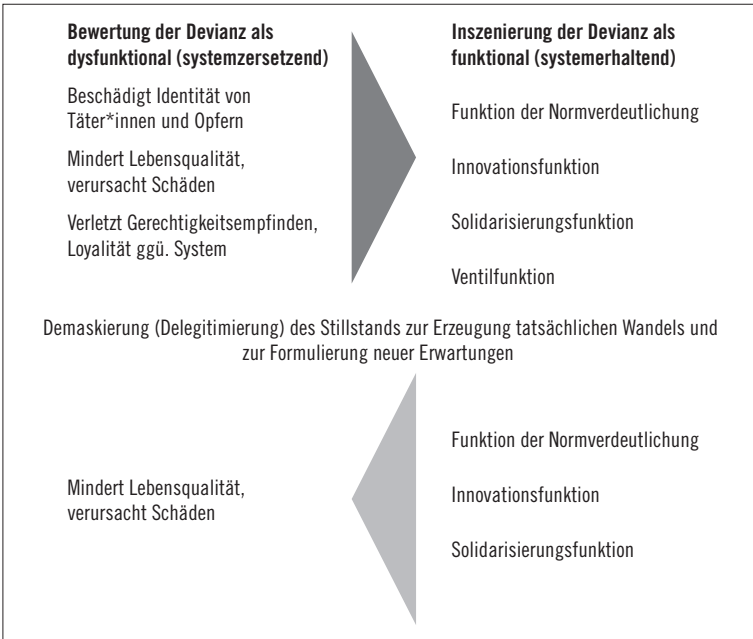 Bewertung der Devianz als
dysfunktional (systemzersetzend)
Beschädigt Identität von
Täter*innen und Opfern
Mindert Lebensqualität,
verursacht Schäden
Verletzt Gerechtigkeitsempfinden,
Loyalität ggü. System
Inszenierung der Devianz als
funktional (systemerhaltend)
Funktion der Normverdeutlichung
Innovationsfunktion
Solidarisierungsfunktion
Ventilfunktion
Demaskierung (Delegitimierung) des Stillstands zur Erzeugung tatsächlichen Wandels und
zur Formulierung neuer Erwartungen
Mindert Lebensqualität,
verursacht Schäden
Funktion der Normverdeutlichung
Innovationsfunktion
Solidarisierungsfunktion